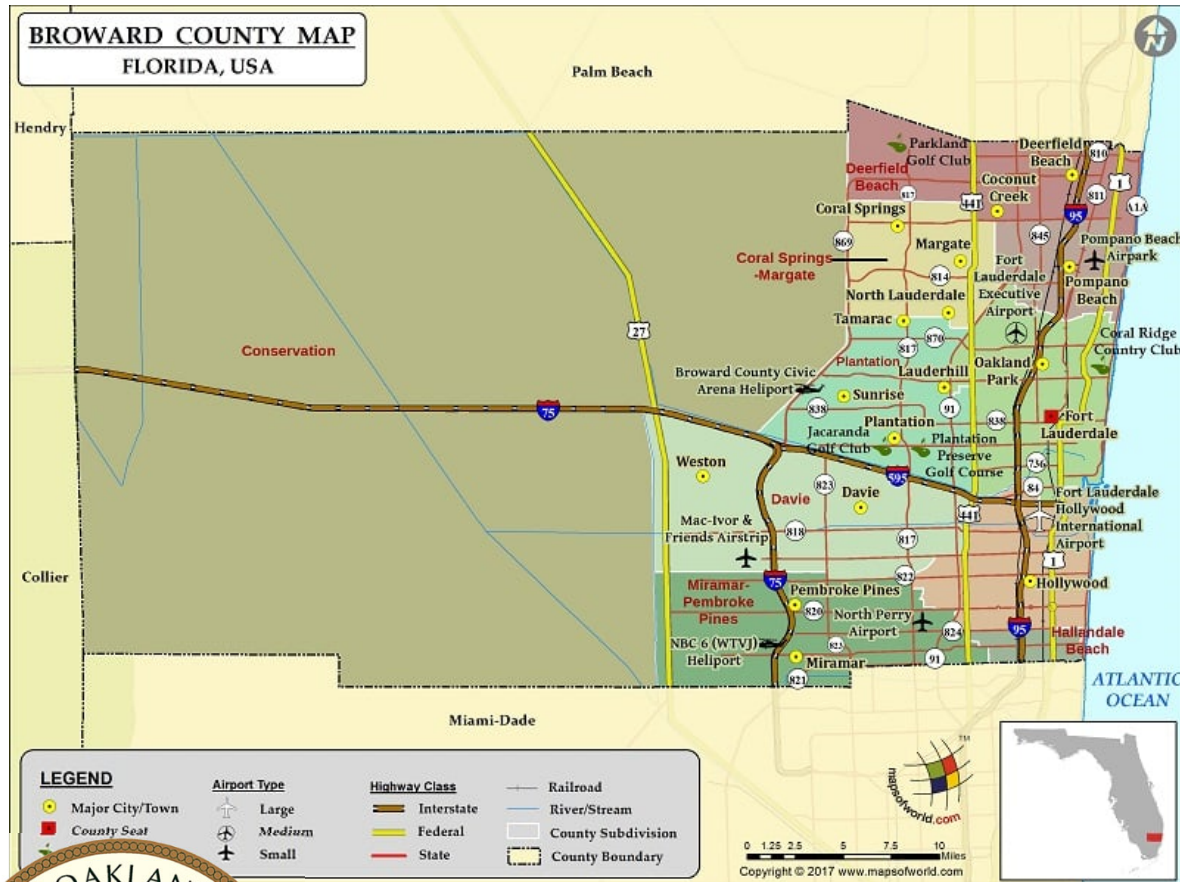 BROWARD COUNTY MAP
FLORIDA, USA
N
Palm Beach
Hendry
Parkland
Golf Club
Deerfield
Beach
810
Deerfield
Beach
817
441
Coconut
Creek
811
1
A1A
95
Coral Springs
869
845
Margate
Pompano Beach
Airpark
Coral Springs
-Margate
814
Fort
Lauderdale
Executive
Airport
Pompano
Beach
North Lauderdale
Tamarac
27
817
870
Coral Ridge
Country Club
Conservation
Plantation
Oakland
Park
Broward County Civic
Arena Heliport
Lauderhill
Sunrise
75
838
91
838
Plantation
Fort
Lauderdale
Jacaranda
Golf Club
Plantation
Preserve
Golf Course
Weston
736
595
823
84
Davie
Davie
Fort Lauderdale
Hollywood
International
Airport
441
Mac-Ivor &
Friends Airstrip
818
817
1
Collier
75
822
Hollywood
Miramar-
Pembroke
Pines
Pembroke Pines
820
North Perry
Airport
824
95
Hallandale
Beach
NBC 6 (WTVJ)
Heliport
Miramar
91
821
ATLANTIC
OCEAN
Miami-Dade
LEGEND
Major City/Town
County Seat
Airport Type
Large
Medium
Small
Highway Class
Interstate
Federal
State
Railroad
River/Stream
County Subdivision
County Boundary
TM
mapsofworld.com
0 1.25 2.5 5 7.5 10
Miles
Copyright © 2017 www.mapsofworld.com